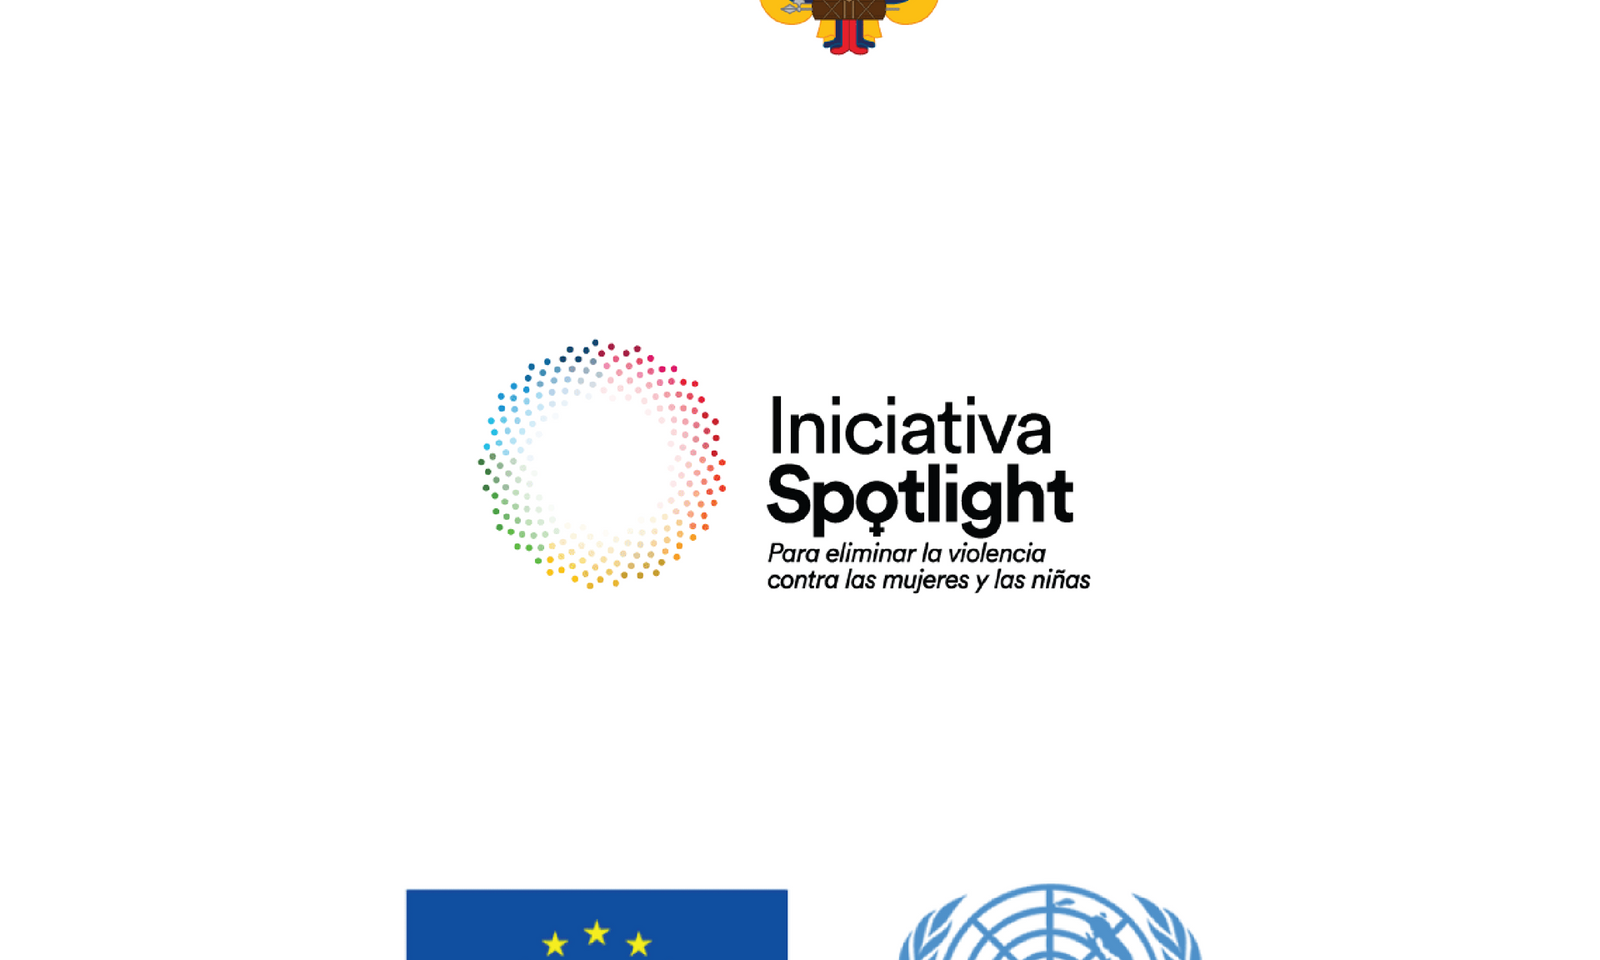 Iniciativa
Spotlight
Para eliminar la violencia
contra las mujeres y las niñas